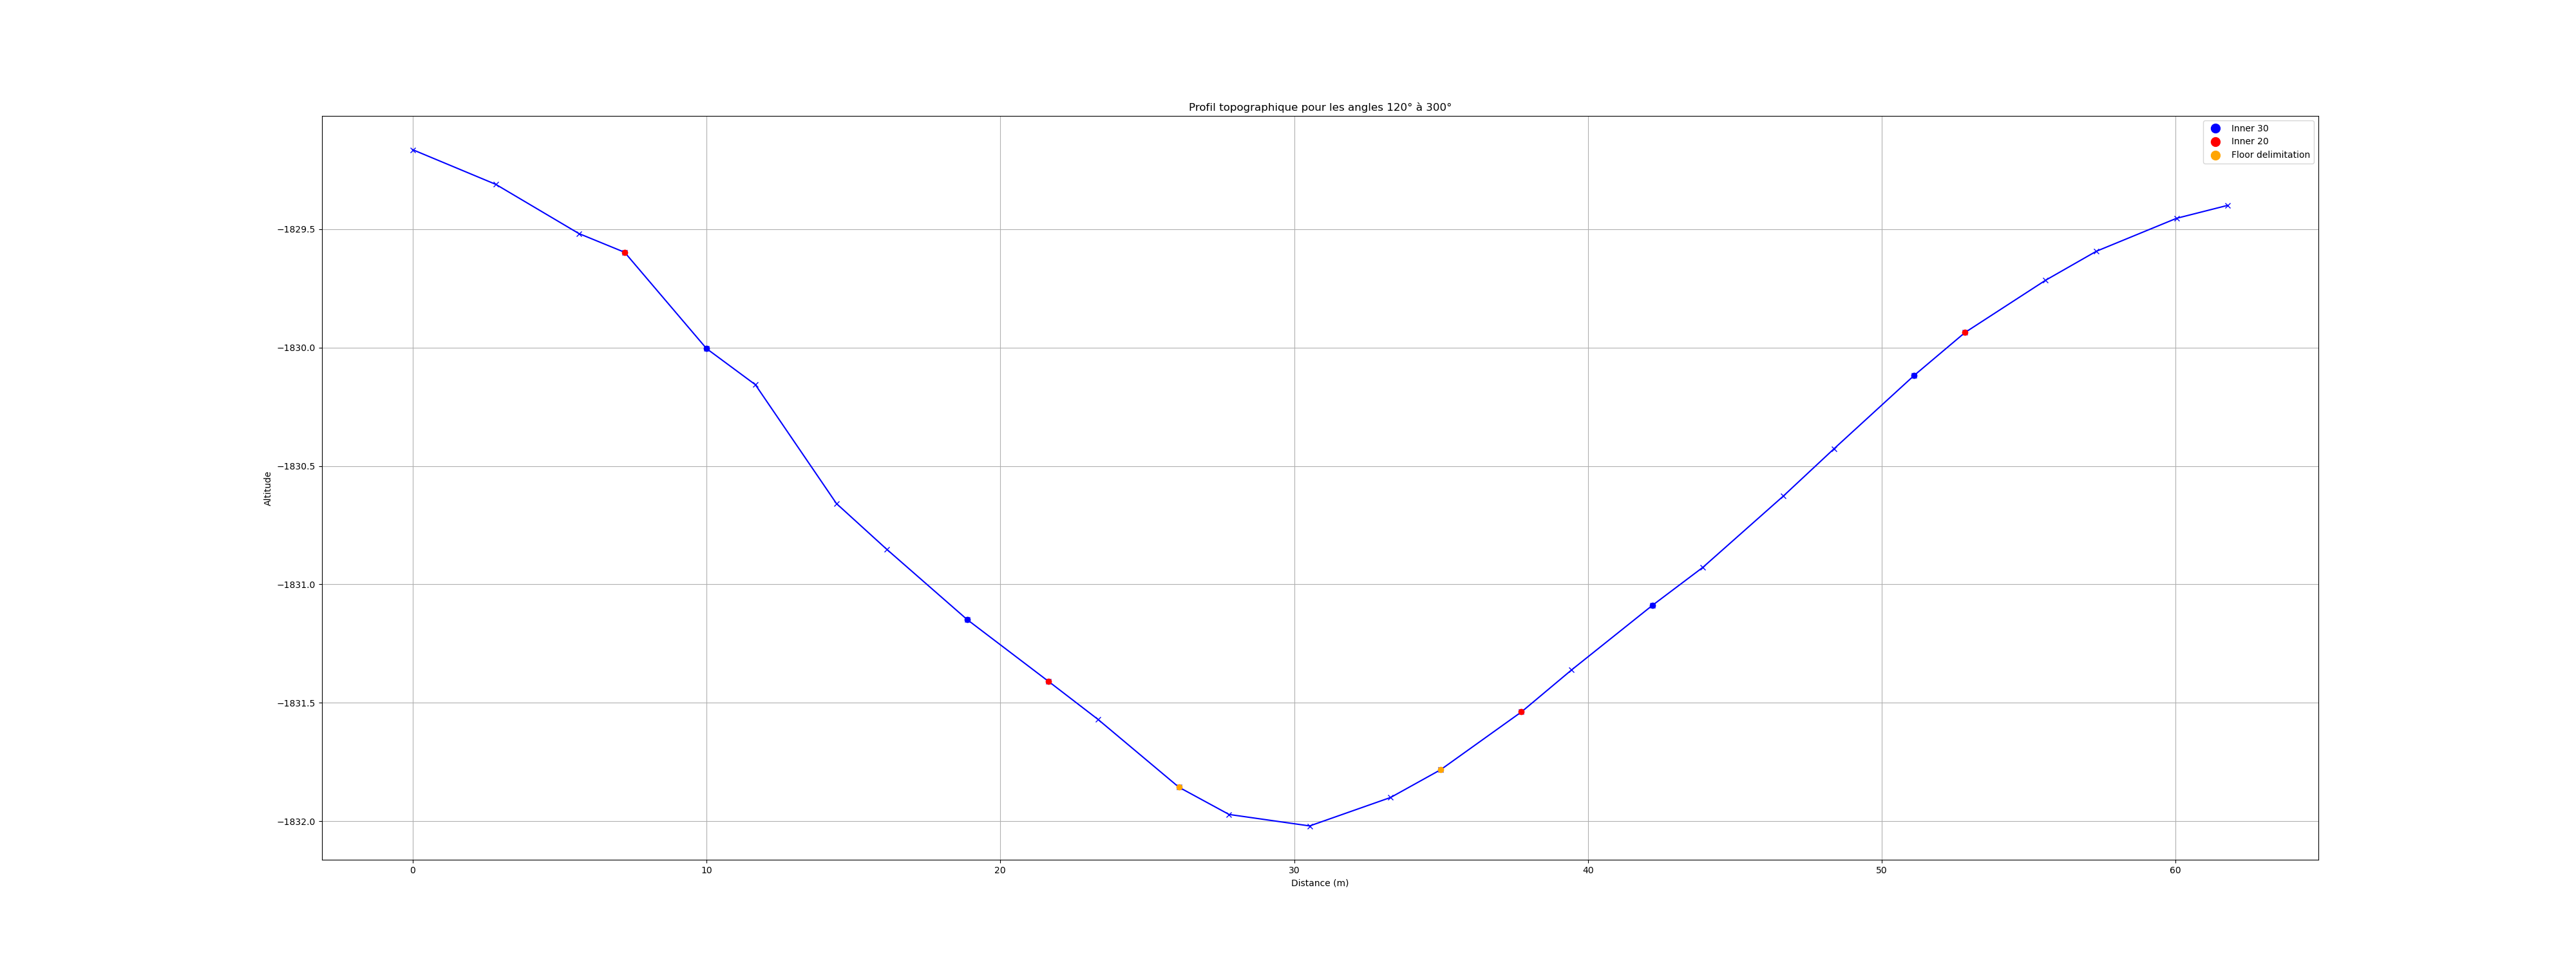 Profil topographique pour les angles 120° à 300°
Inner 30
Inner 20
Floor delimitation
−1829.5
−1830.0
−1830.5
−1831.0
−1831.5
−1832.0
Altitude
0 10 20 30 40 50 60
Distance (m)